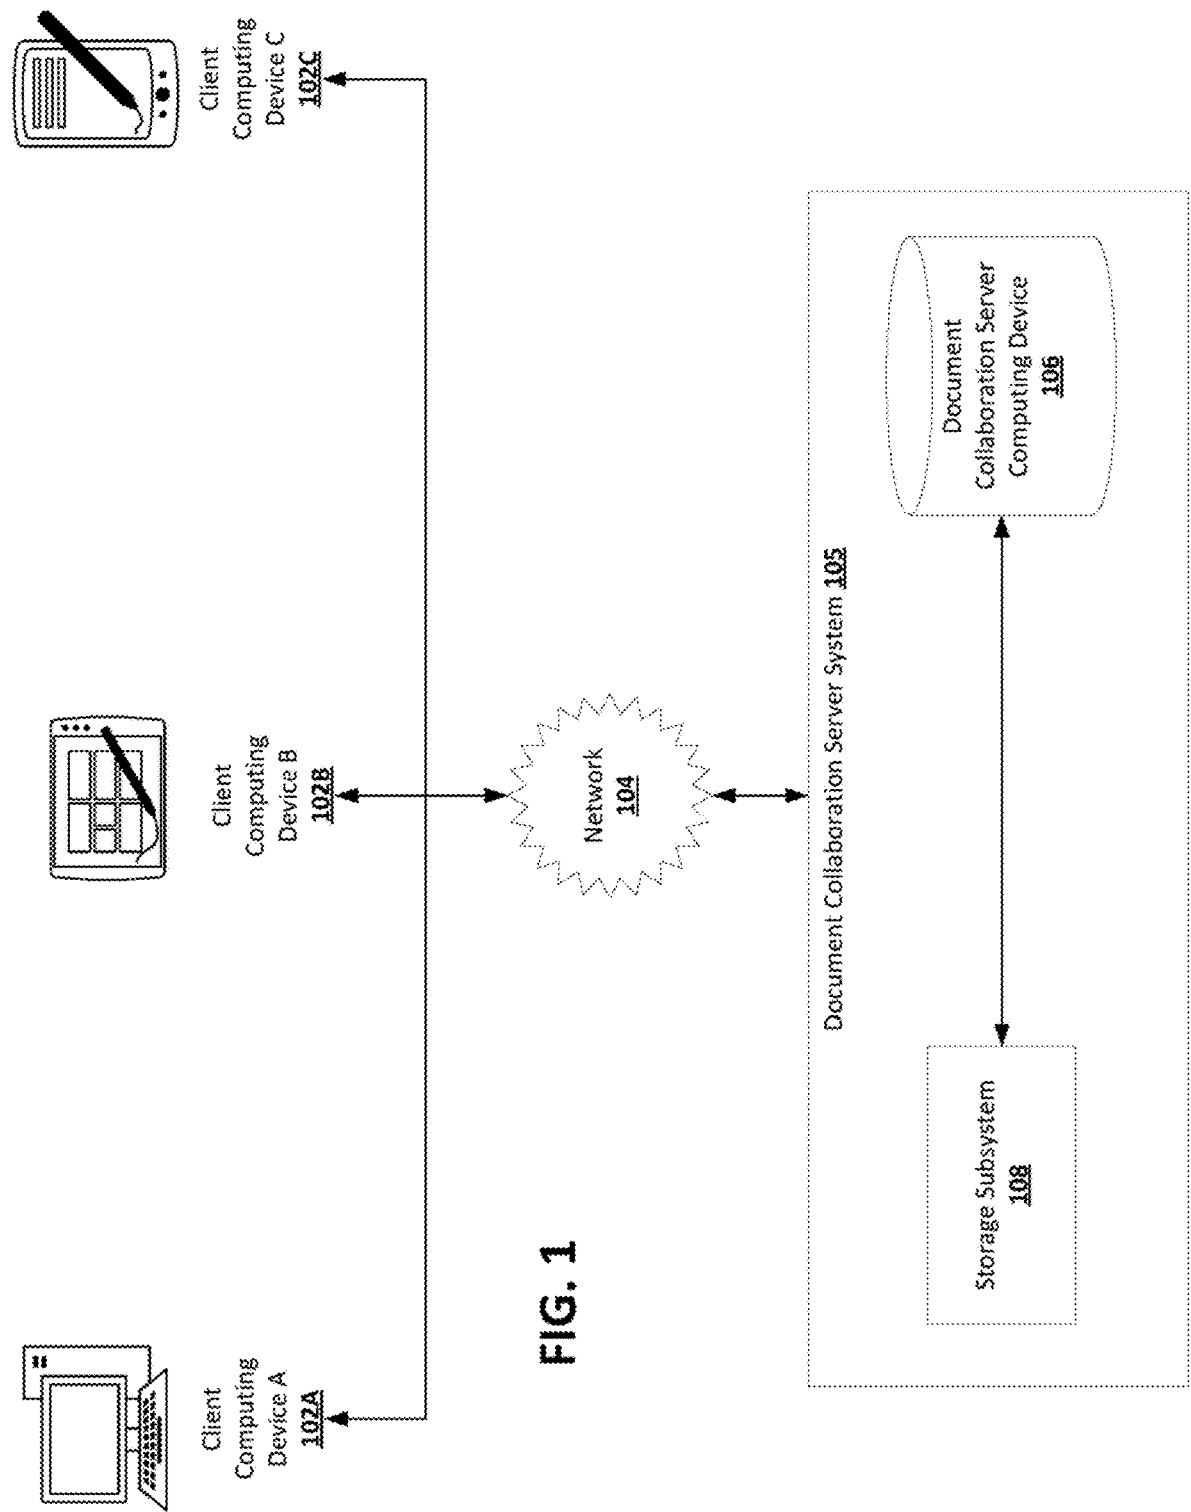 Client
Computing
Device A
102A
Client
Computing
Device B
102B
Client
Computing
Device C
102C
Network
104
Document Collaboration Server System 105
Storage Subsystem
108
Document
Collaboration Server
Computing Device
106
FIG. 1